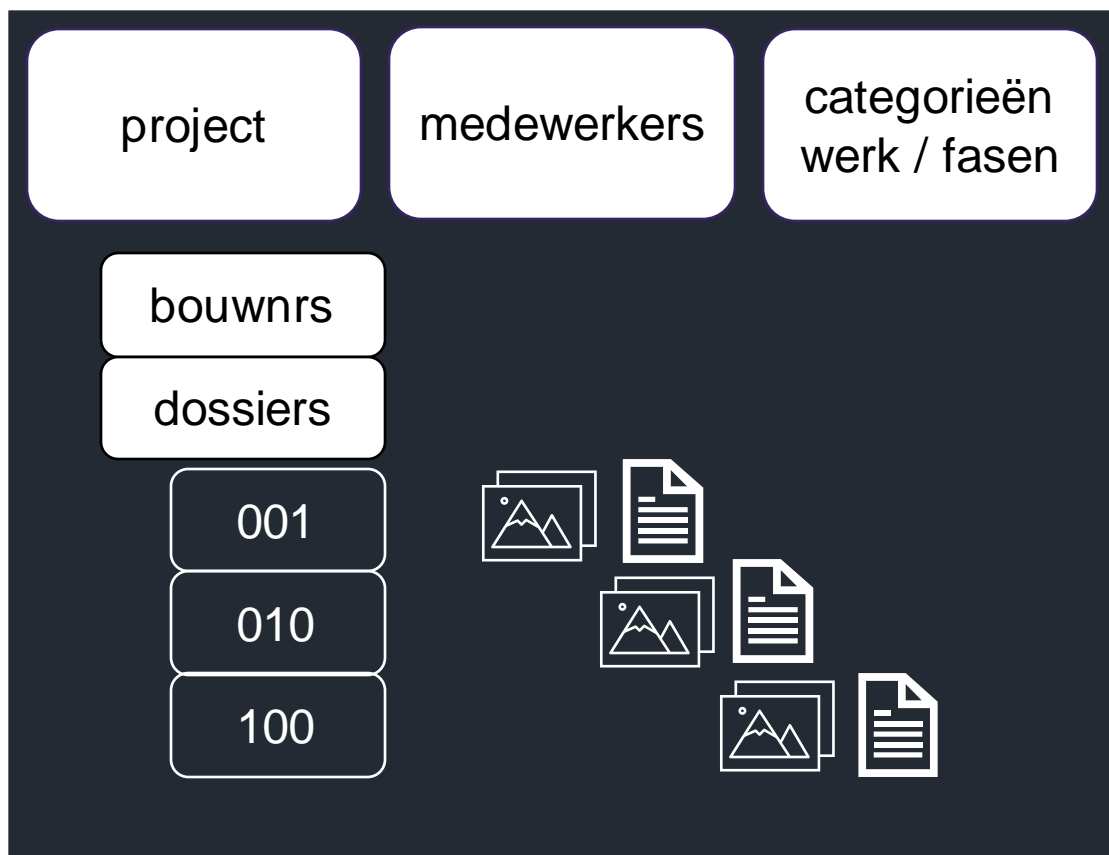 project
medewerkers
categorieën
werk / fasen
bouwnrs
dossiers
001
010
100